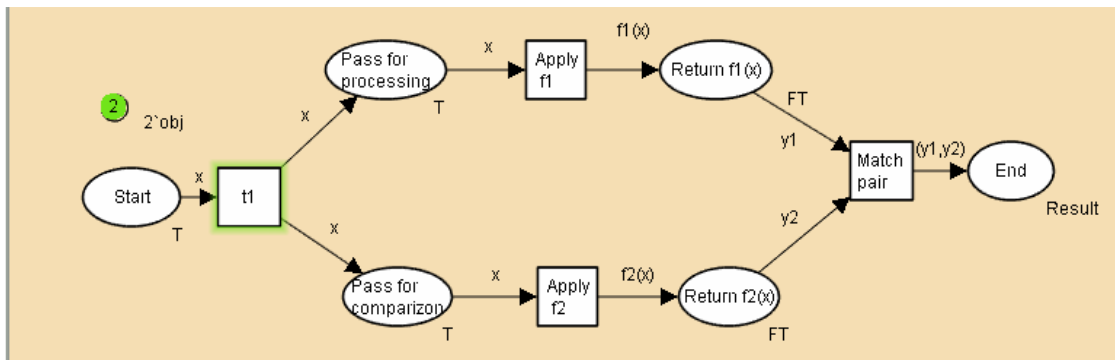 Pass for
processing
T
x
Apply
f1
f1(x)
Return f1(x)
FT
2
2`obj
x
y1
Start
T
x
t1
Match
pair
(y1,y2)
End
Result
x
y2
Pass for
comparizon
T
x
Apply
f2
f2(x)
Return f2(x)
FT